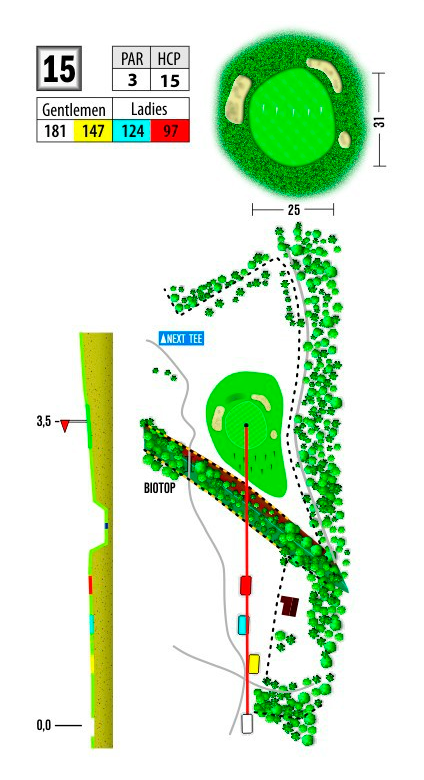 15
PAR HCP
3 15
Gentlemen Ladies
181 147 124 97
31
25
▲NEXT TEE
3,5
BIOTOP
0,0